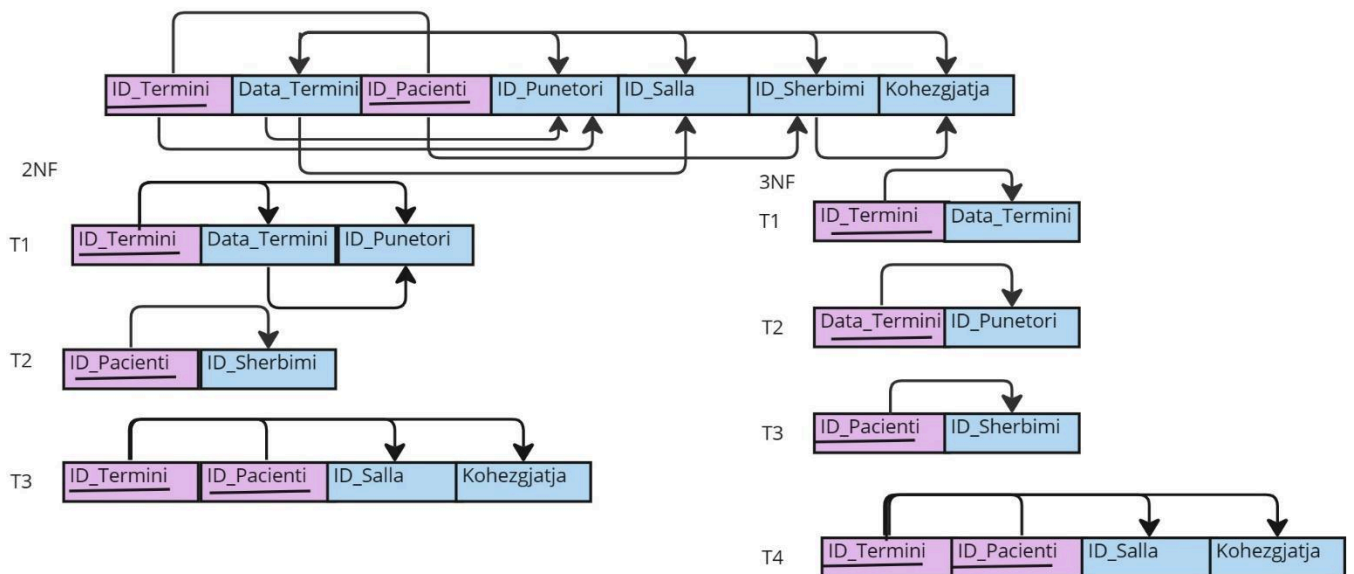 ID_Termini Data_Termini ID_Pacienti ID_Punetori ID_Salla ID_Sherbimi Kohezgjatja
2NF
T1 ID_Termini Data_Termini ID_Punetori
T2 ID_Pacienti ID_Sherbimi
T3 ID_Termini ID_Pacienti ID_Salla Kohezgjatja
3NF
T1 ID_Termini Data_Termini
T2 Data_Termini ID_Punetori
T3 ID_Pacienti ID_Sherbimi
T4 ID_Termini ID_Pacienti ID_Salla Kohezgjatja